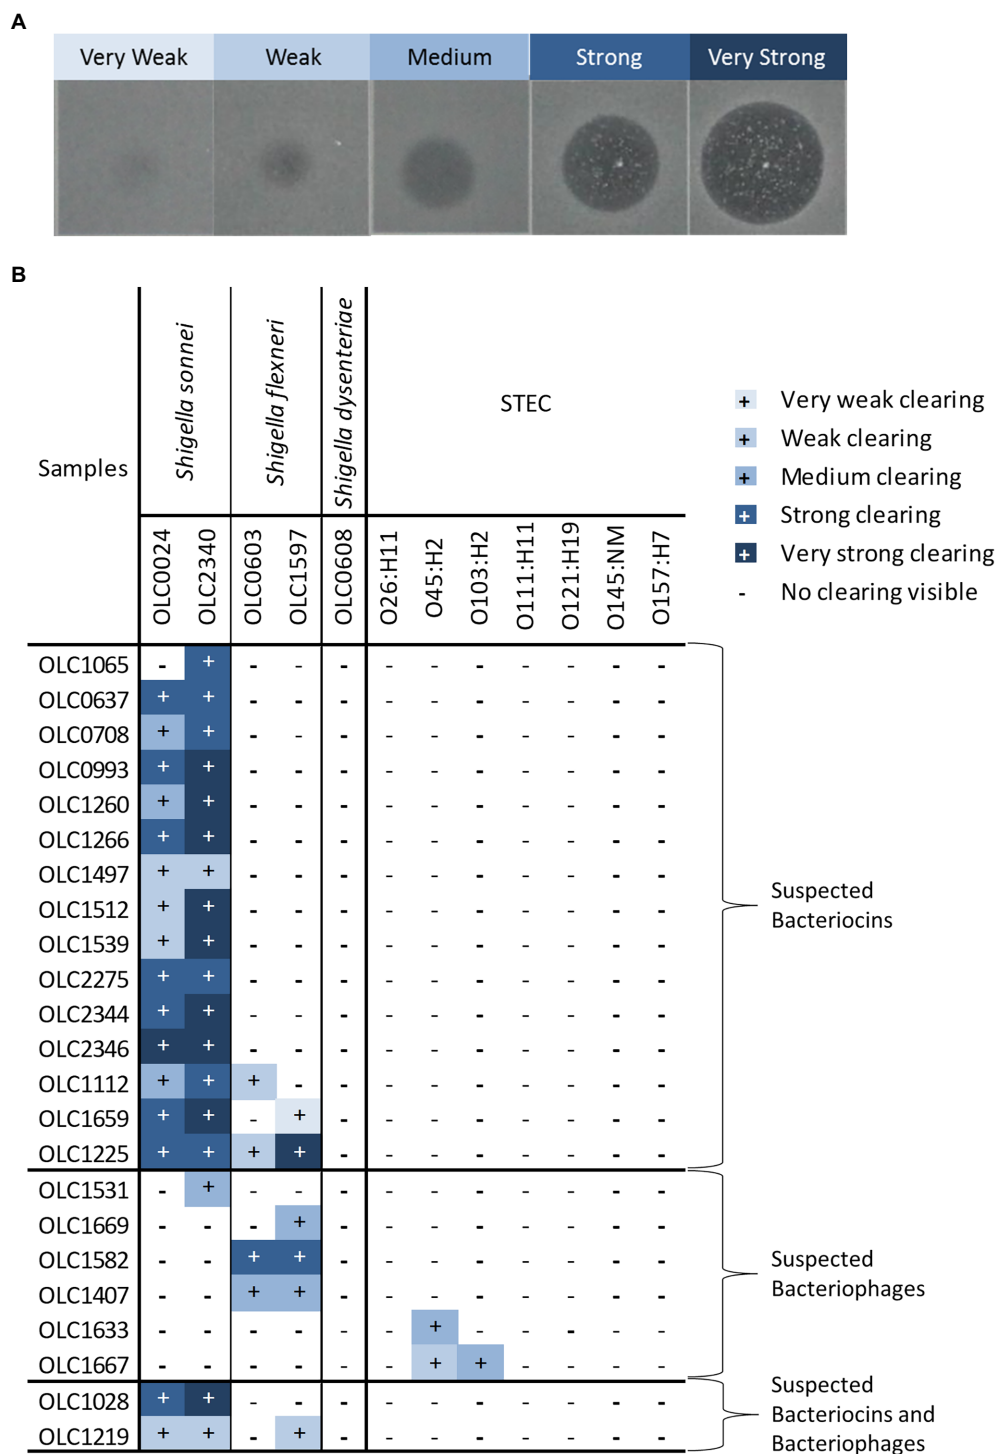 A
Very Weak Weak Medium Strong Very Strong
B
Samples
Shigella sonnei
Shigella flexneri
Shigella dysenteriae
STEC
OLC0024
OLC2340
OLC0603
OLC1597
OLC0608
O26:H11
O45:H2
O103:H2
O111:H11
O121:H19
O145:NM
O157:H7
+ Very weak clearing
+ Weak clearing
+ Medium clearing
+ Strong clearing
+ Very strong clearing
- No clearing visible
OLC1065 - + - - - - - - - - - -
OLC0637 + + - - - - - - - - - -
OLC0708 + + - - - - - - - - - -
OLC0993 + + - - - - - - - - - -
OLC1260 + + - - - - - - - - - -
OLC1266 + + - - - - - - - - - -
OLC1497 + + - - - - - - - - - -
OLC1512 + + - - - - - - - - - -
OLC1539 + + - - - - - - - - - -
OLC2275 + + - - - - - - - - - -
OLC2344 + + - - - - - - - - - -
OLC2346 + + - - - - - - - - - -
OLC1112 + + + - - - - - - - - -
OLC1659 + + - + - - - - - - - -
OLC1225 + + + + - - - - - - - -
Suspected
Bacteriocins
OLC1531 - + - - - - - - - - - -
OLC1669 - - - + - - - - - - - -
OLC1582 - - + + - - - - - - - -
OLC1407 - - + + - - - - - - - -
OLC1633 - - - - - - + - - - - -
OLC1667 - - - - - - + + - - - -
Suspected
Bacteriophages
OLC1028 + + - - - - - - - - - -
OLC1219 + + - + - - - - - - - -
Suspected
Bacteriocins and
Bacteriophages